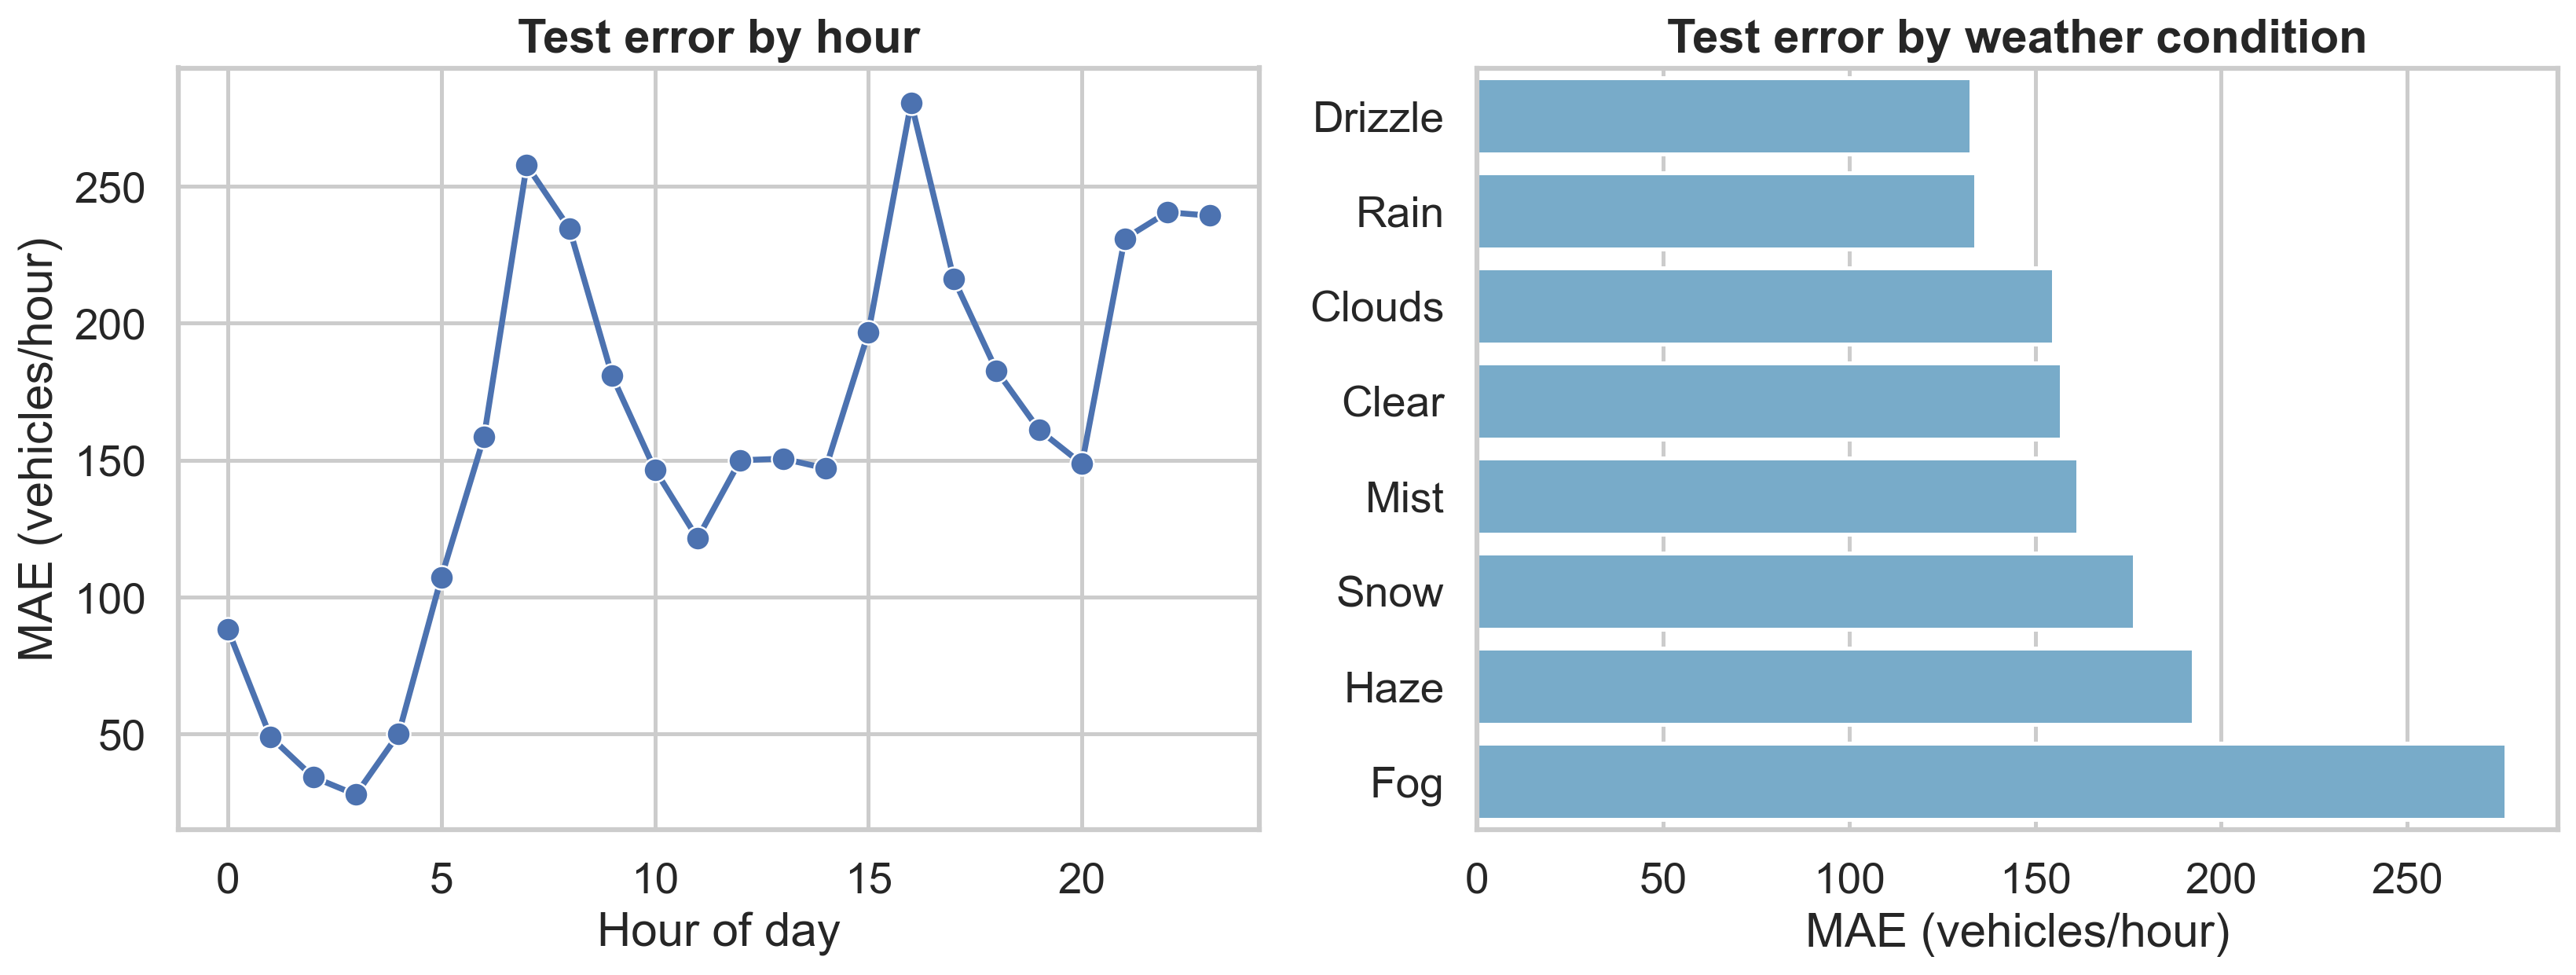 Test error by hour
MAE (vehicles/hour)
250
200
150
100
50
0 5 10 15 20
Hour of day
Test error by weather condition
Drizzle
Rain
Clouds
Clear
Mist
Snow
Haze
Fog
0 50 100 150 200 250
MAE (vehicles/hour)